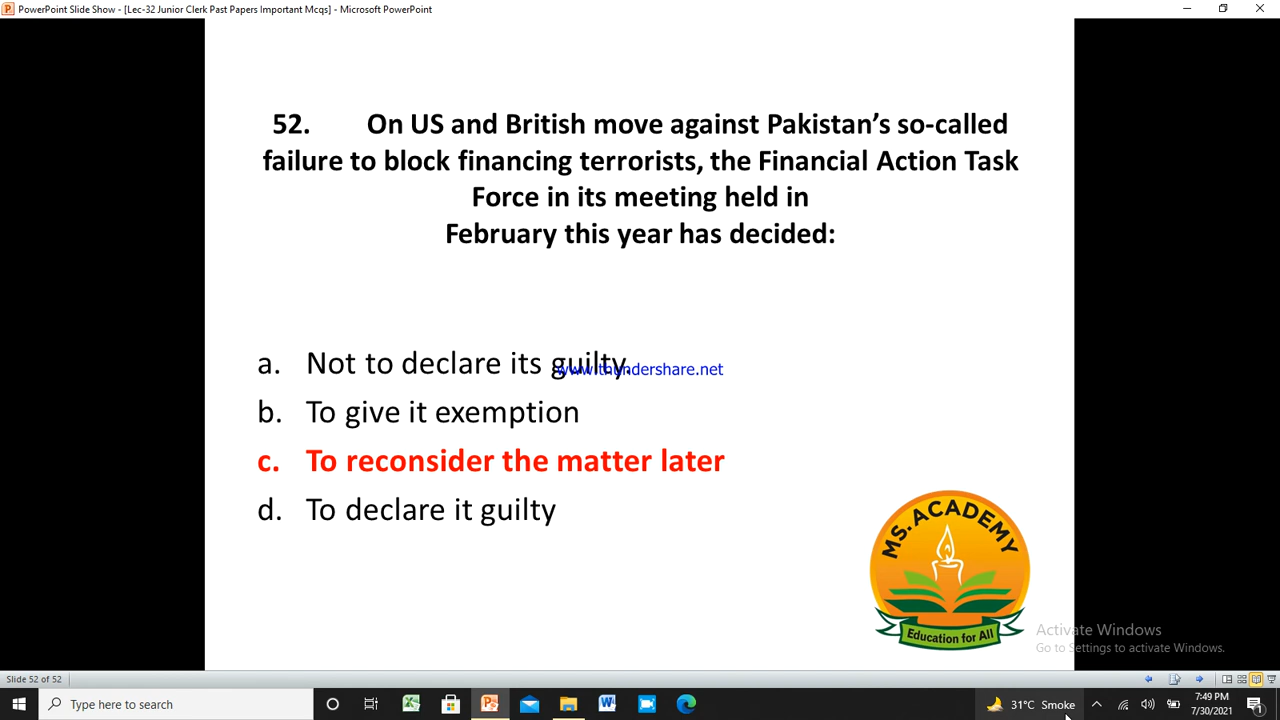 PowerPoint Slide Show - [Lec-32 Junior Clerk Past Papers Important Mcqs] - Microsoft PowerPoint
52. On US and British move against Pakistan’s so-called
failure to block financing terrorists, the Financial Action Task
Force in its meeting held in
February this year has decided:
a. Not to declare its guilty.
www.thundershare.net
b. To give it exemption
c. To reconsider the matter later
d. To declare it guilty
MS.ACADEMY
Education for All
Activate Windows
Go to Settings to activate Windows.
Slide 52 of 52
Type here to search
31°C Smoke
7:49 PM
7/30/2021
1